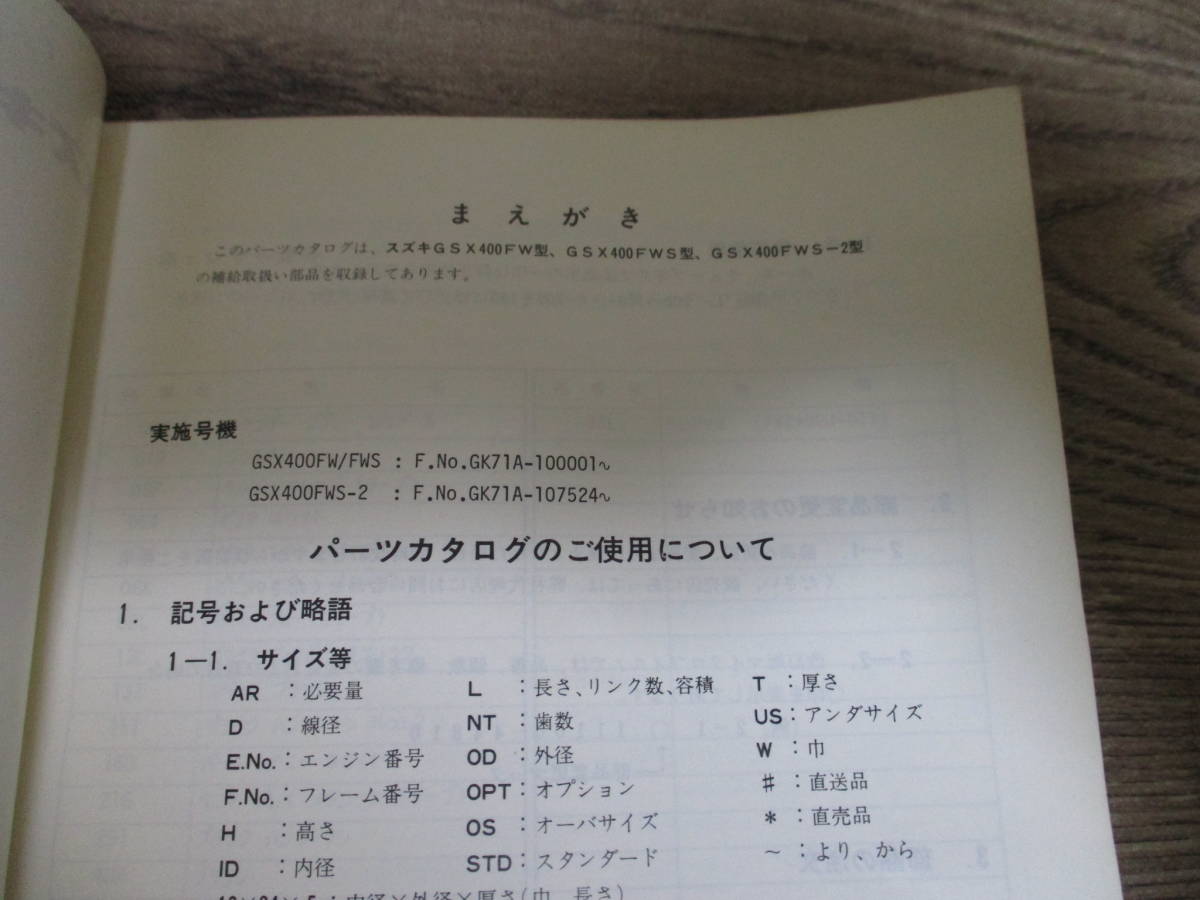 まえがき
このパーツカタログは、スズキGSX400FW型、GSX400FWS型、GSX400FWS-2型
の補給取扱い部品を収録してあります。
実施号機
GSX400FW/FWS : F.No.GK71A-100001~
GSX400FWS-2 : F.No.GK71A-107524~
パーツカタログのご使用について
1. 記号および略語
1-1. サイズ等
AR : 必要量 L : 長さ、リンク数、容積 T : 厚さ
D : 線径 NT : 歯数 US : アンダサイズ
E.No. : エンジン番号 OD : 外径 W : 巾
F.No. : フレーム番号 OPT : オプション # : 直送品
H : 高さ OS : オーバサイズ * : 直売品
ID : 内径 STD : スタンダード ~ : より、から
: 内径×外径×厚さ(巾、長さ)